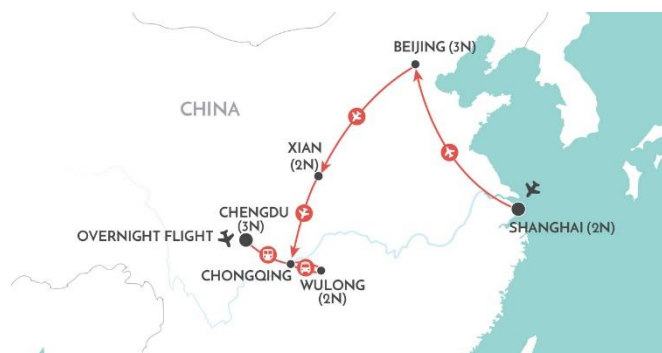 BEIJING (3N)
CHINA
XIAN
(2N)
CHENGDU
(3N)
OVERNIGHT FLIGHT
SHANGHAI (2N)
CHONGQING
WULONG
(2N)